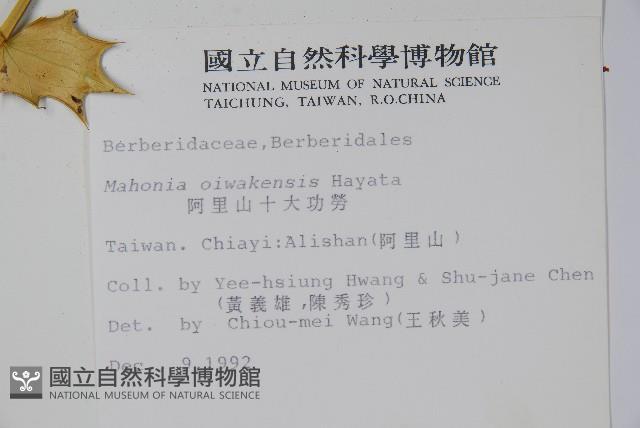 國立自然科學博物館
NATIONAL MUSEUM OF NATURAL SCIENCE
TAICHUNG, TAIWAN, R.O.CHINA
Berberidaceae,Berberidales
Mahonia oiwakensis Hayata
阿里山十大功勞
Taiwan. Chiayi:Alishan(阿里山)
Coll. by Yee-hsiung Hwang & Shu-jane Chen
(黃義雄,陳秀珍)
Det. by Chiou-mei Wang(王秋美)
Dec. 9,1992
國立自然科學博物館
NATIONAL MUSEUM OF NATURAL SCIENCE